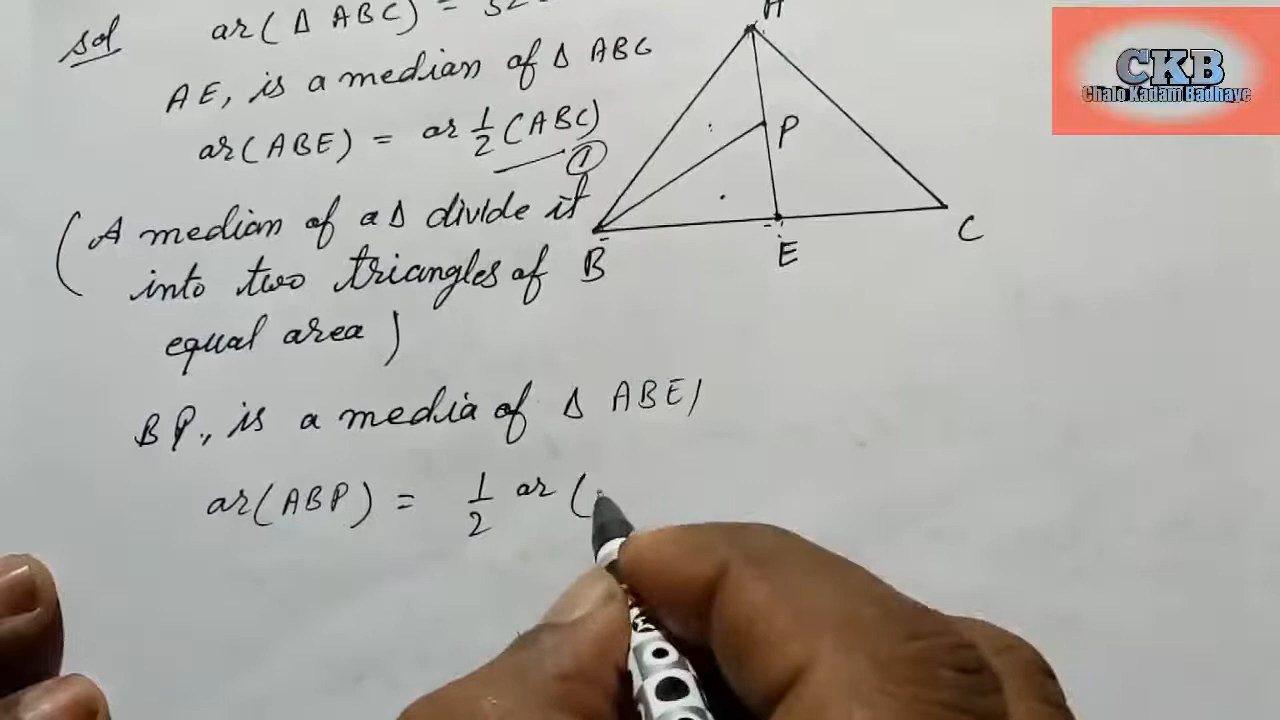 sol ar(Δ ABC) =
AE, is a median of Δ ABC
ar(ABE) = ar 1/2 (ABC)
①
(A median of a Δ divide it
into two triangles of
equal area)
BP, is a media of Δ ABE,
ar(ABP) = 1/2 ar (
A
P
B
E
C
CKB
Chalo Kadam Badhaye